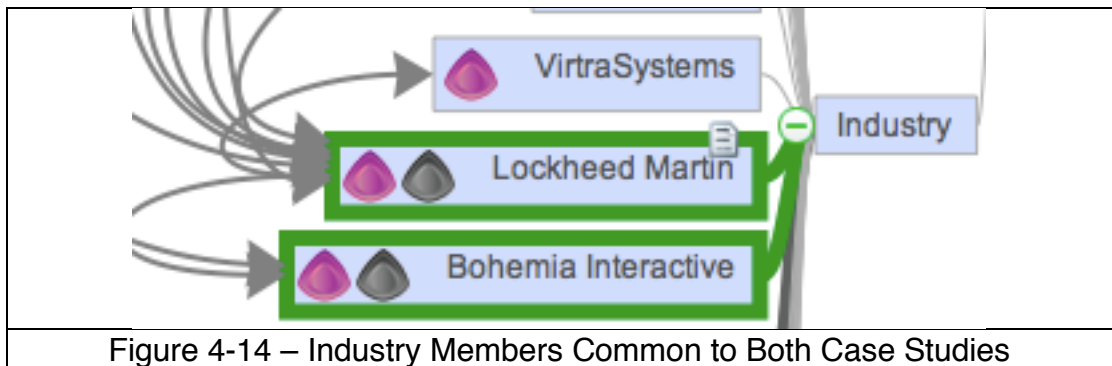 VirtraSystems
Industry
Lockheed Martin
Bohemia Interactive
Figure 4-14 – Industry Members Common to Both Case Studies